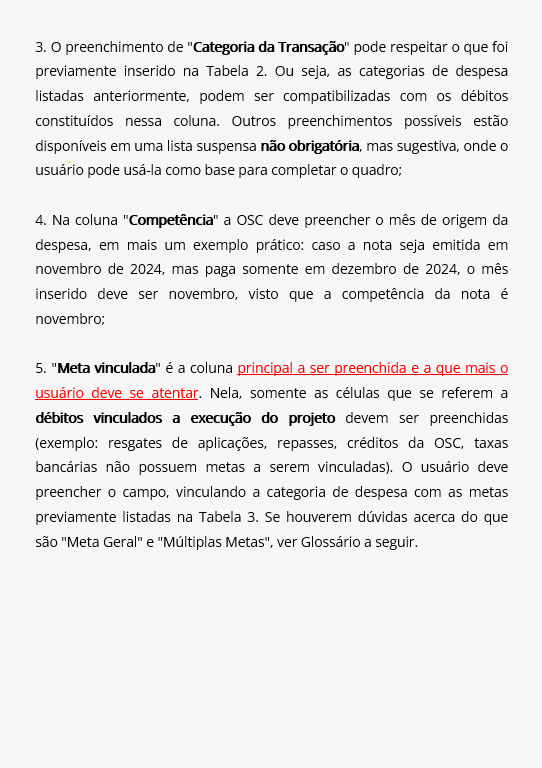 3. O preenchimento de "Categoria da Transação" pode respeitar o que foi
previamente inserido na Tabela 2. Ou seja, as categorias de despesa
listadas anteriormente, podem ser compatibilizadas com os débitos
constituídos nessa coluna. Outros preenchimentos possíveis estão
disponíveis em uma lista suspensa não obrigatória, mas sugestiva, onde o
usuário pode usá-la como base para completar o quadro;
4. Na coluna "Competência" a OSC deve preencher o mês de origem da
despesa, em mais um exemplo prático: caso a nota seja emitida em
novembro de 2024, mas paga somente em dezembro de 2024, o mês
inserido deve ser novembro, visto que a competência da nota é
novembro;
5. "Meta vinculada" é a coluna principal a ser preenchida e a que mais o
usuário deve se atentar. Nela, somente as células que se referem a
débitos vinculados a execução do projeto devem ser preenchidas
(exemplo: resgates de aplicações, repasses, créditos da OSC, taxas
bancárias não possuem metas a serem vinculadas). O usuário deve
preencher o campo, vinculando a categoria de despesa com as metas
previamente listadas na Tabela 3. Se houverem dúvidas acerca do que
são "Meta Geral" e "Múltiplas Metas", ver Glossário a seguir.